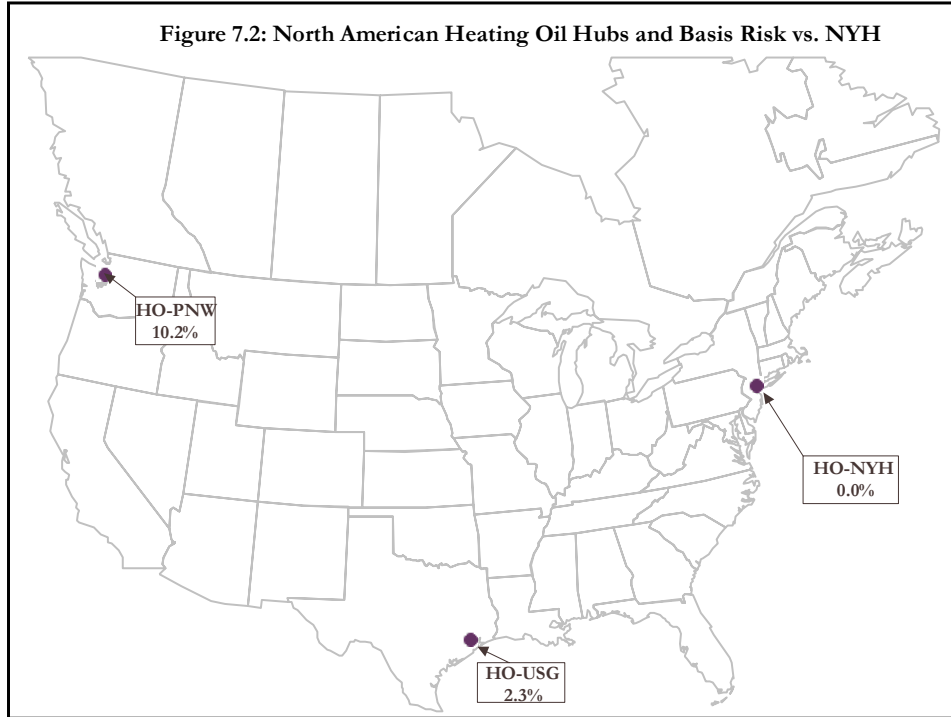 Figure 7.2: North American Heating Oil Hubs and Basis Risk vs. NYH
HO-PNW
10.2%
HO-NYH
0.0%
HO-USG
2.3%